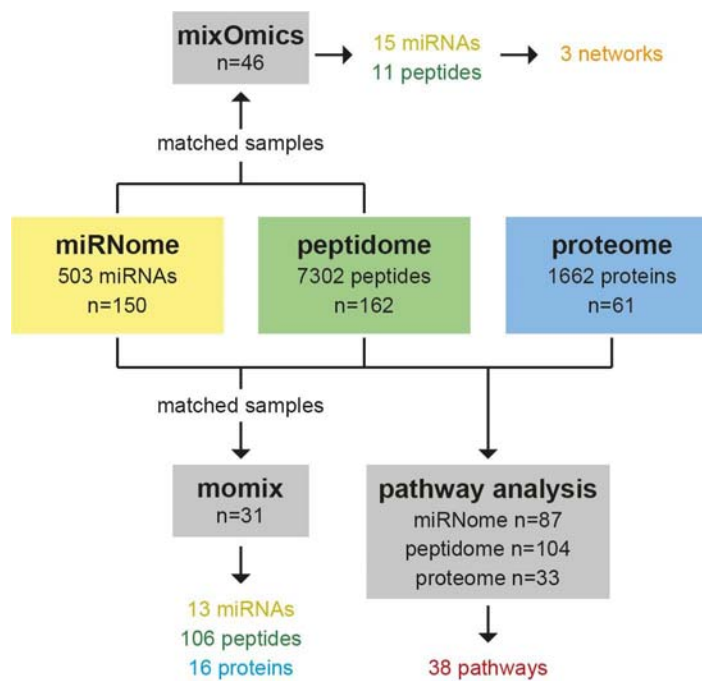 mixOmics
n=46
15 miRNAs
11 peptides
3 networks
matched samples
miRNome
503 miRNAs
n=150
peptidome
7302 peptides
n=162
proteome
1662 proteins
n=61
matched samples
momix
n=31
pathway analysis
miRNome n=87
peptidome n=104
proteome n=33
13 miRNAs
106 peptides
16 proteins
38 pathways